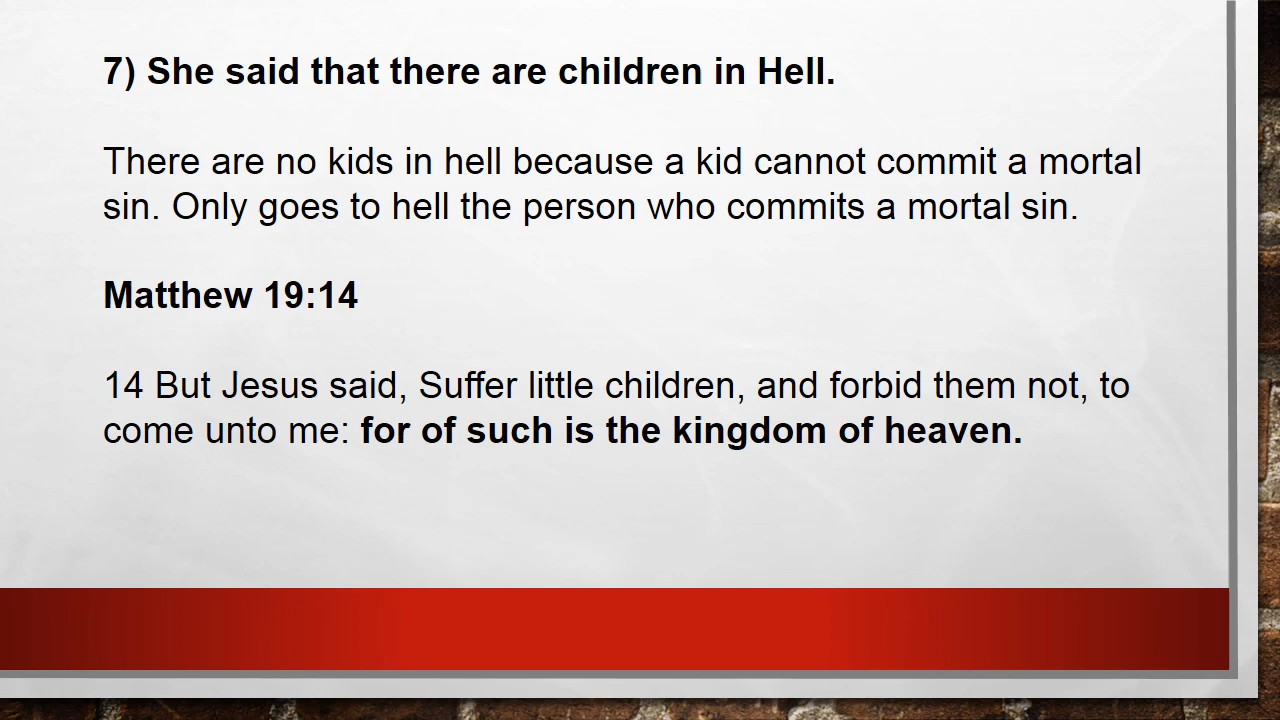 7) She said that there are children in Hell.
There are no kids in hell because a kid cannot commit a mortal
sin. Only goes to hell the person who commits a mortal sin.
Matthew 19:14
14 But Jesus said, Suffer little children, and forbid them not, to
come unto me: for of such is the kingdom of heaven.